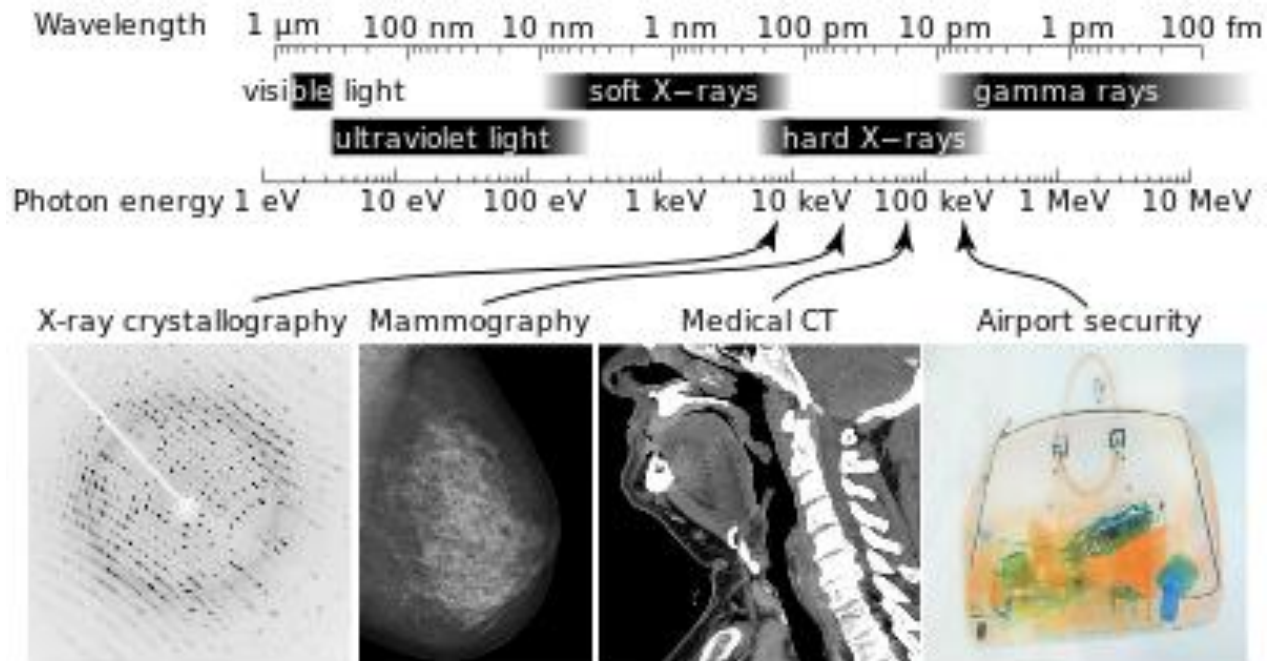 Wavelength 1 µm 100 nm 10 nm 1 nm 100 pm 10 pm 1 pm 100 fm
visible light soft X−rays gamma rays
ultraviolet light hard X−rays
Photon energy 1 eV 10 eV 100 eV 1 keV 10 keV 100 keV 1 MeV 10 MeV
X-ray crystallography Mammography Medical CT Airport security